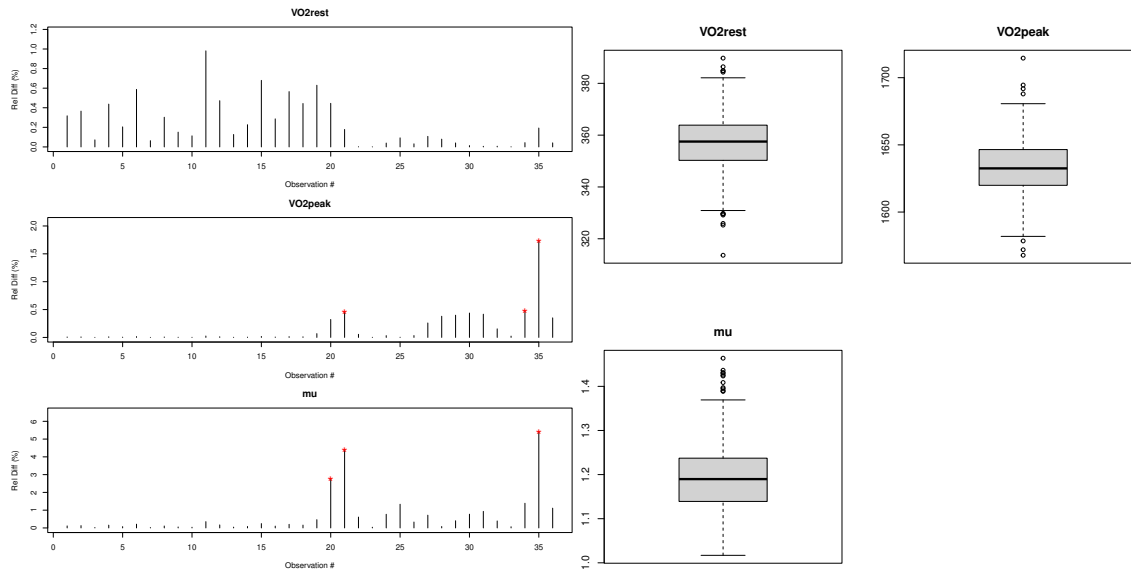 VO2rest
Rel Diff (%)
0.0 0.2 0.4 0.6 0.8 1.0 1.2
0 5 10 15 20 25 30 35
Observation #
VO2peak
Rel Diff (%)
0.0 0.5 1.0 1.5 2.0
0 5 10 15 20 25 30 35
Observation #
mu
Rel Diff (%)
0 1 2 3 4 5 6
0 5 10 15 20 25 30 35
Observation #
VO2rest
320 340 360 380
VO2peak
1600 1650 1700
mu
1.0 1.1 1.2 1.3 1.4